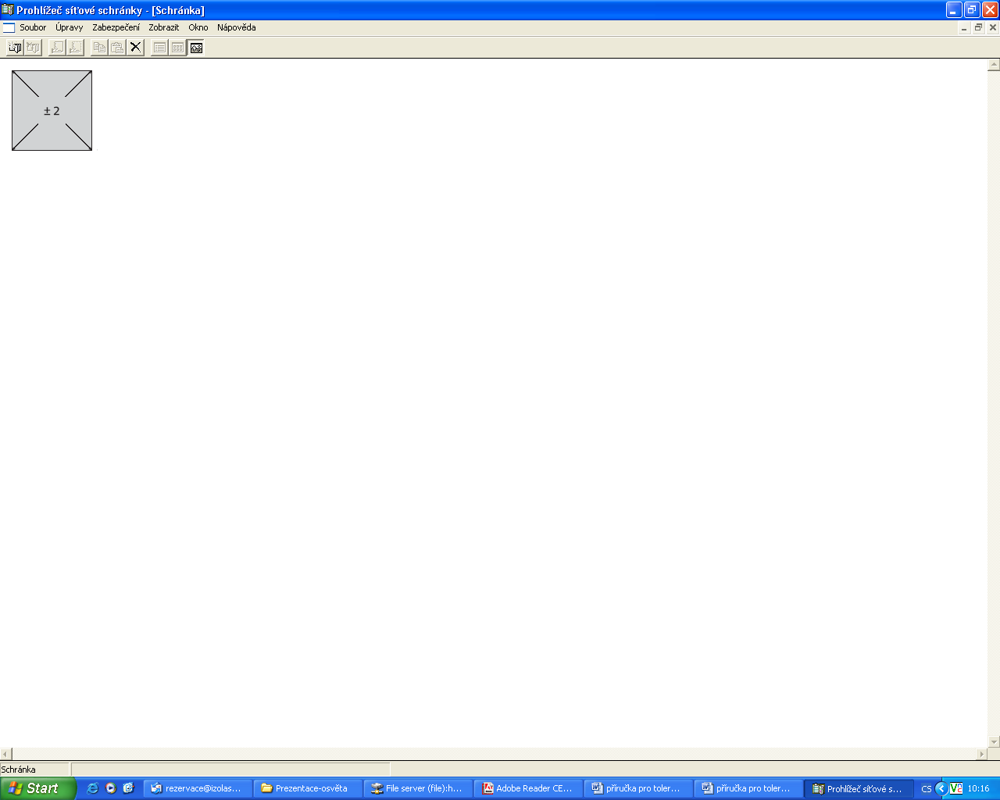 Prohlížeč síťové schránky - [Schránka]
Soubor Úpravy Zabezpečení Zobrazit Okno Nápověda
± 2
Schránka
Start rezervace@izolas... Prezentace-osvěta File server (file):h... Adobe Reader CE... příručka pro toler... příručka pro toler... Prohlížeč síťové s... CS 10:16